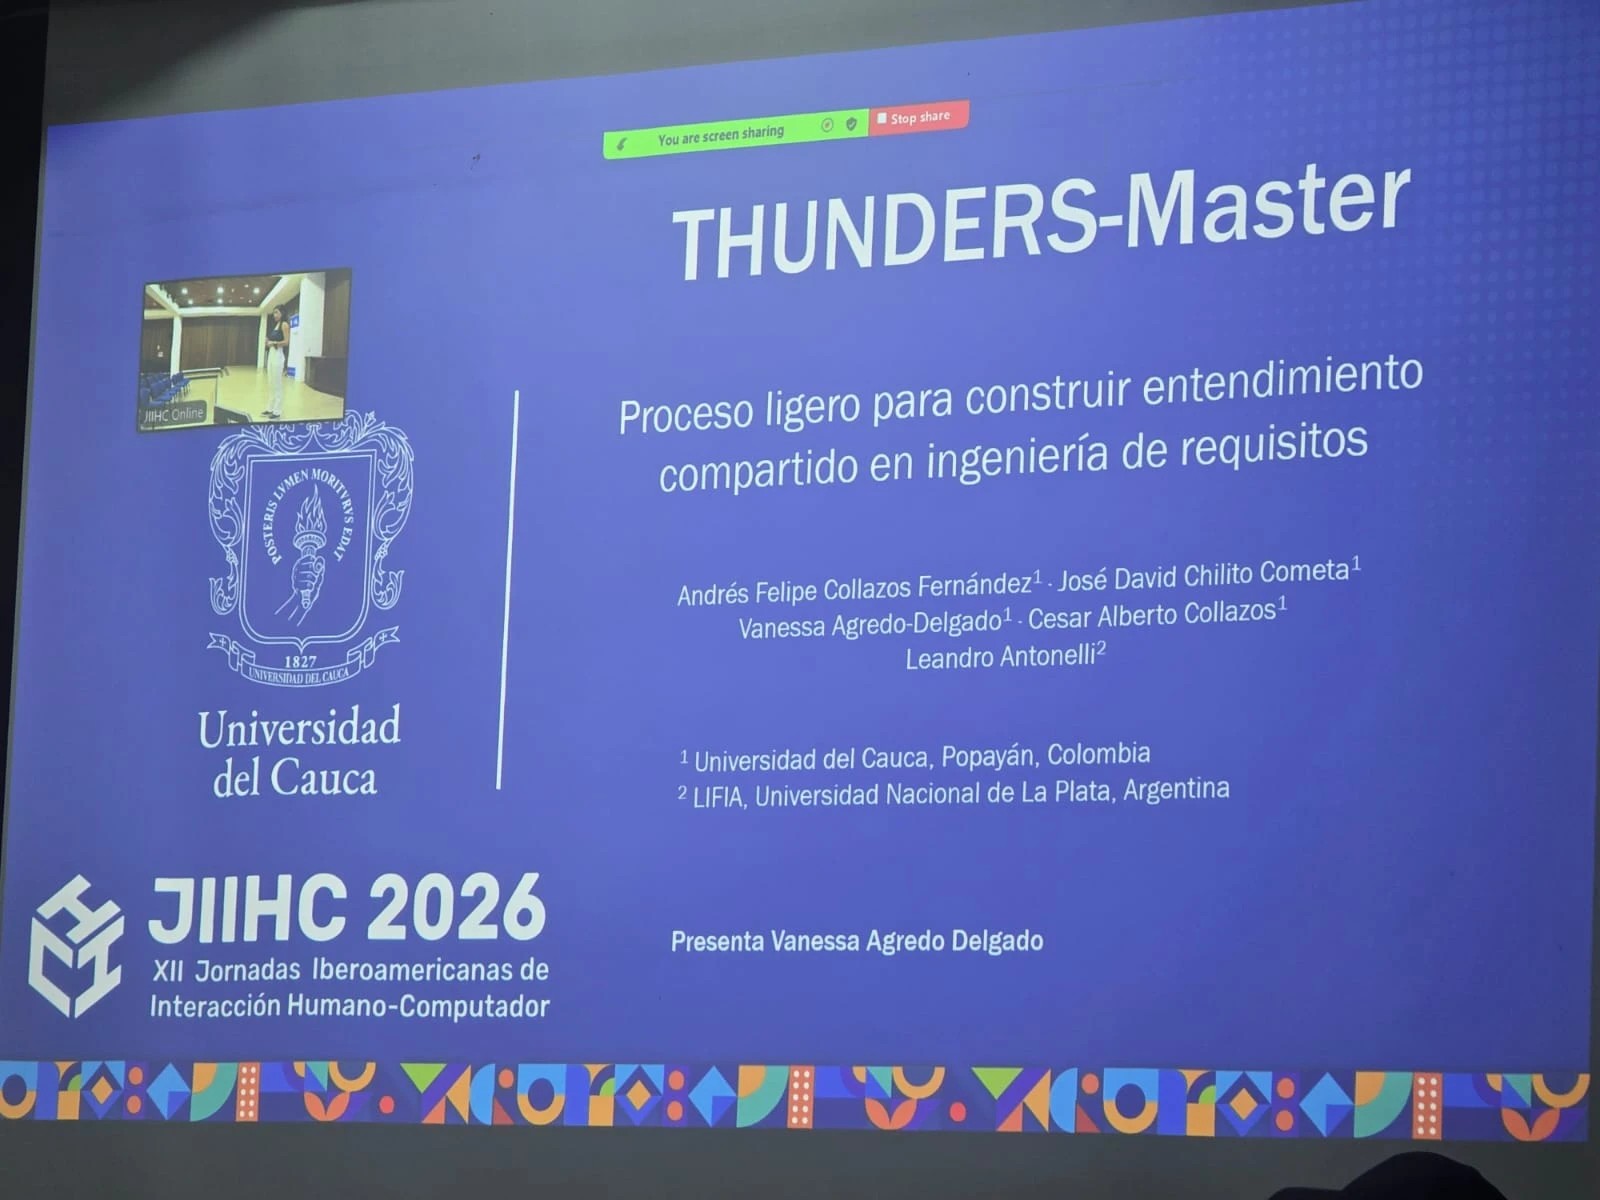 You are screen sharing
Stop share
THUNDERS-Master
JIIHC Online
Proceso ligero para construir entendimiento
compartido en ingeniería de requisitos
POSTERIS LVMEN MORITVRVS EDAT
1827
UNIVERSIDAD DEL CAUCA
Universidad
del Cauca
Andrés Felipe Collazos Fernández¹ · José David Chilito Cometa¹
Vanessa Agredo-Delgado¹ · Cesar Alberto Collazos¹
Leandro Antonelli²
¹ Universidad del Cauca, Popayán, Colombia
² LIFIA, Universidad Nacional de La Plata, Argentina
Presenta Vanessa Agredo Delgado
HCI
JIIHC 2026
XII Jornadas Iberoamericanas de
Interacción Humano-Computador